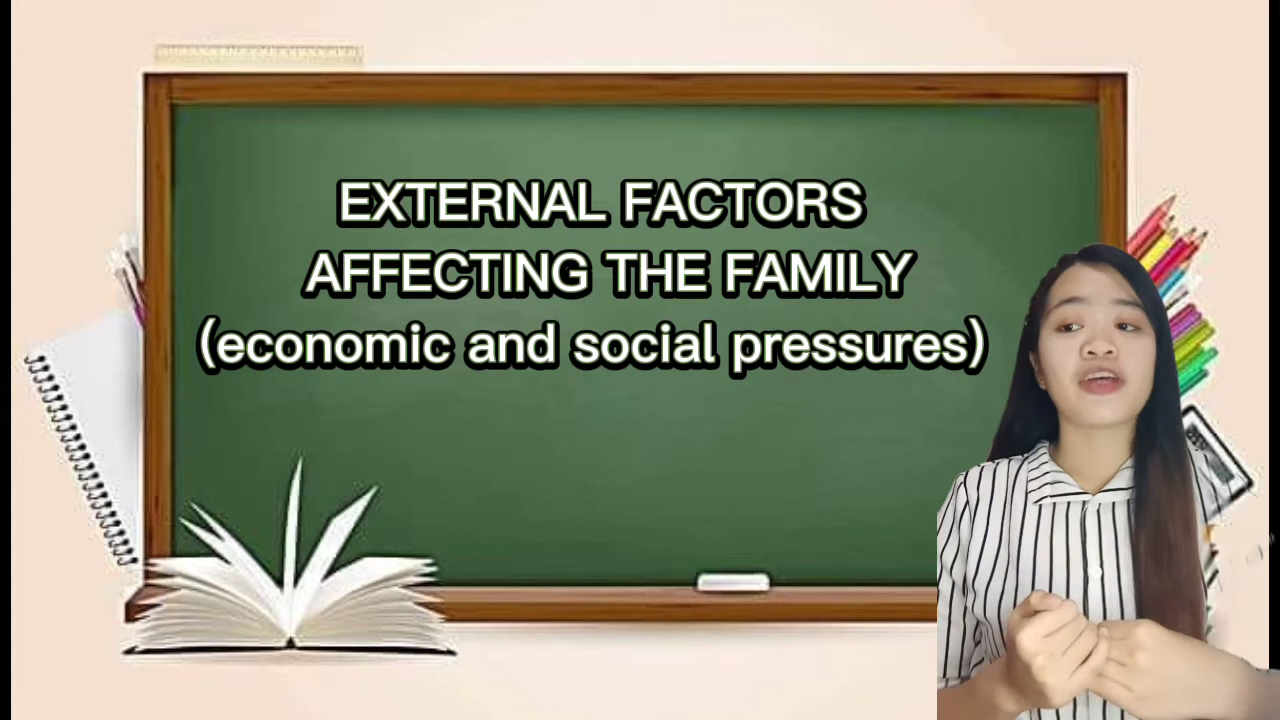 EXTERNAL FACTORS
AFFECTING THE FAMILY
(economic and social pressures)